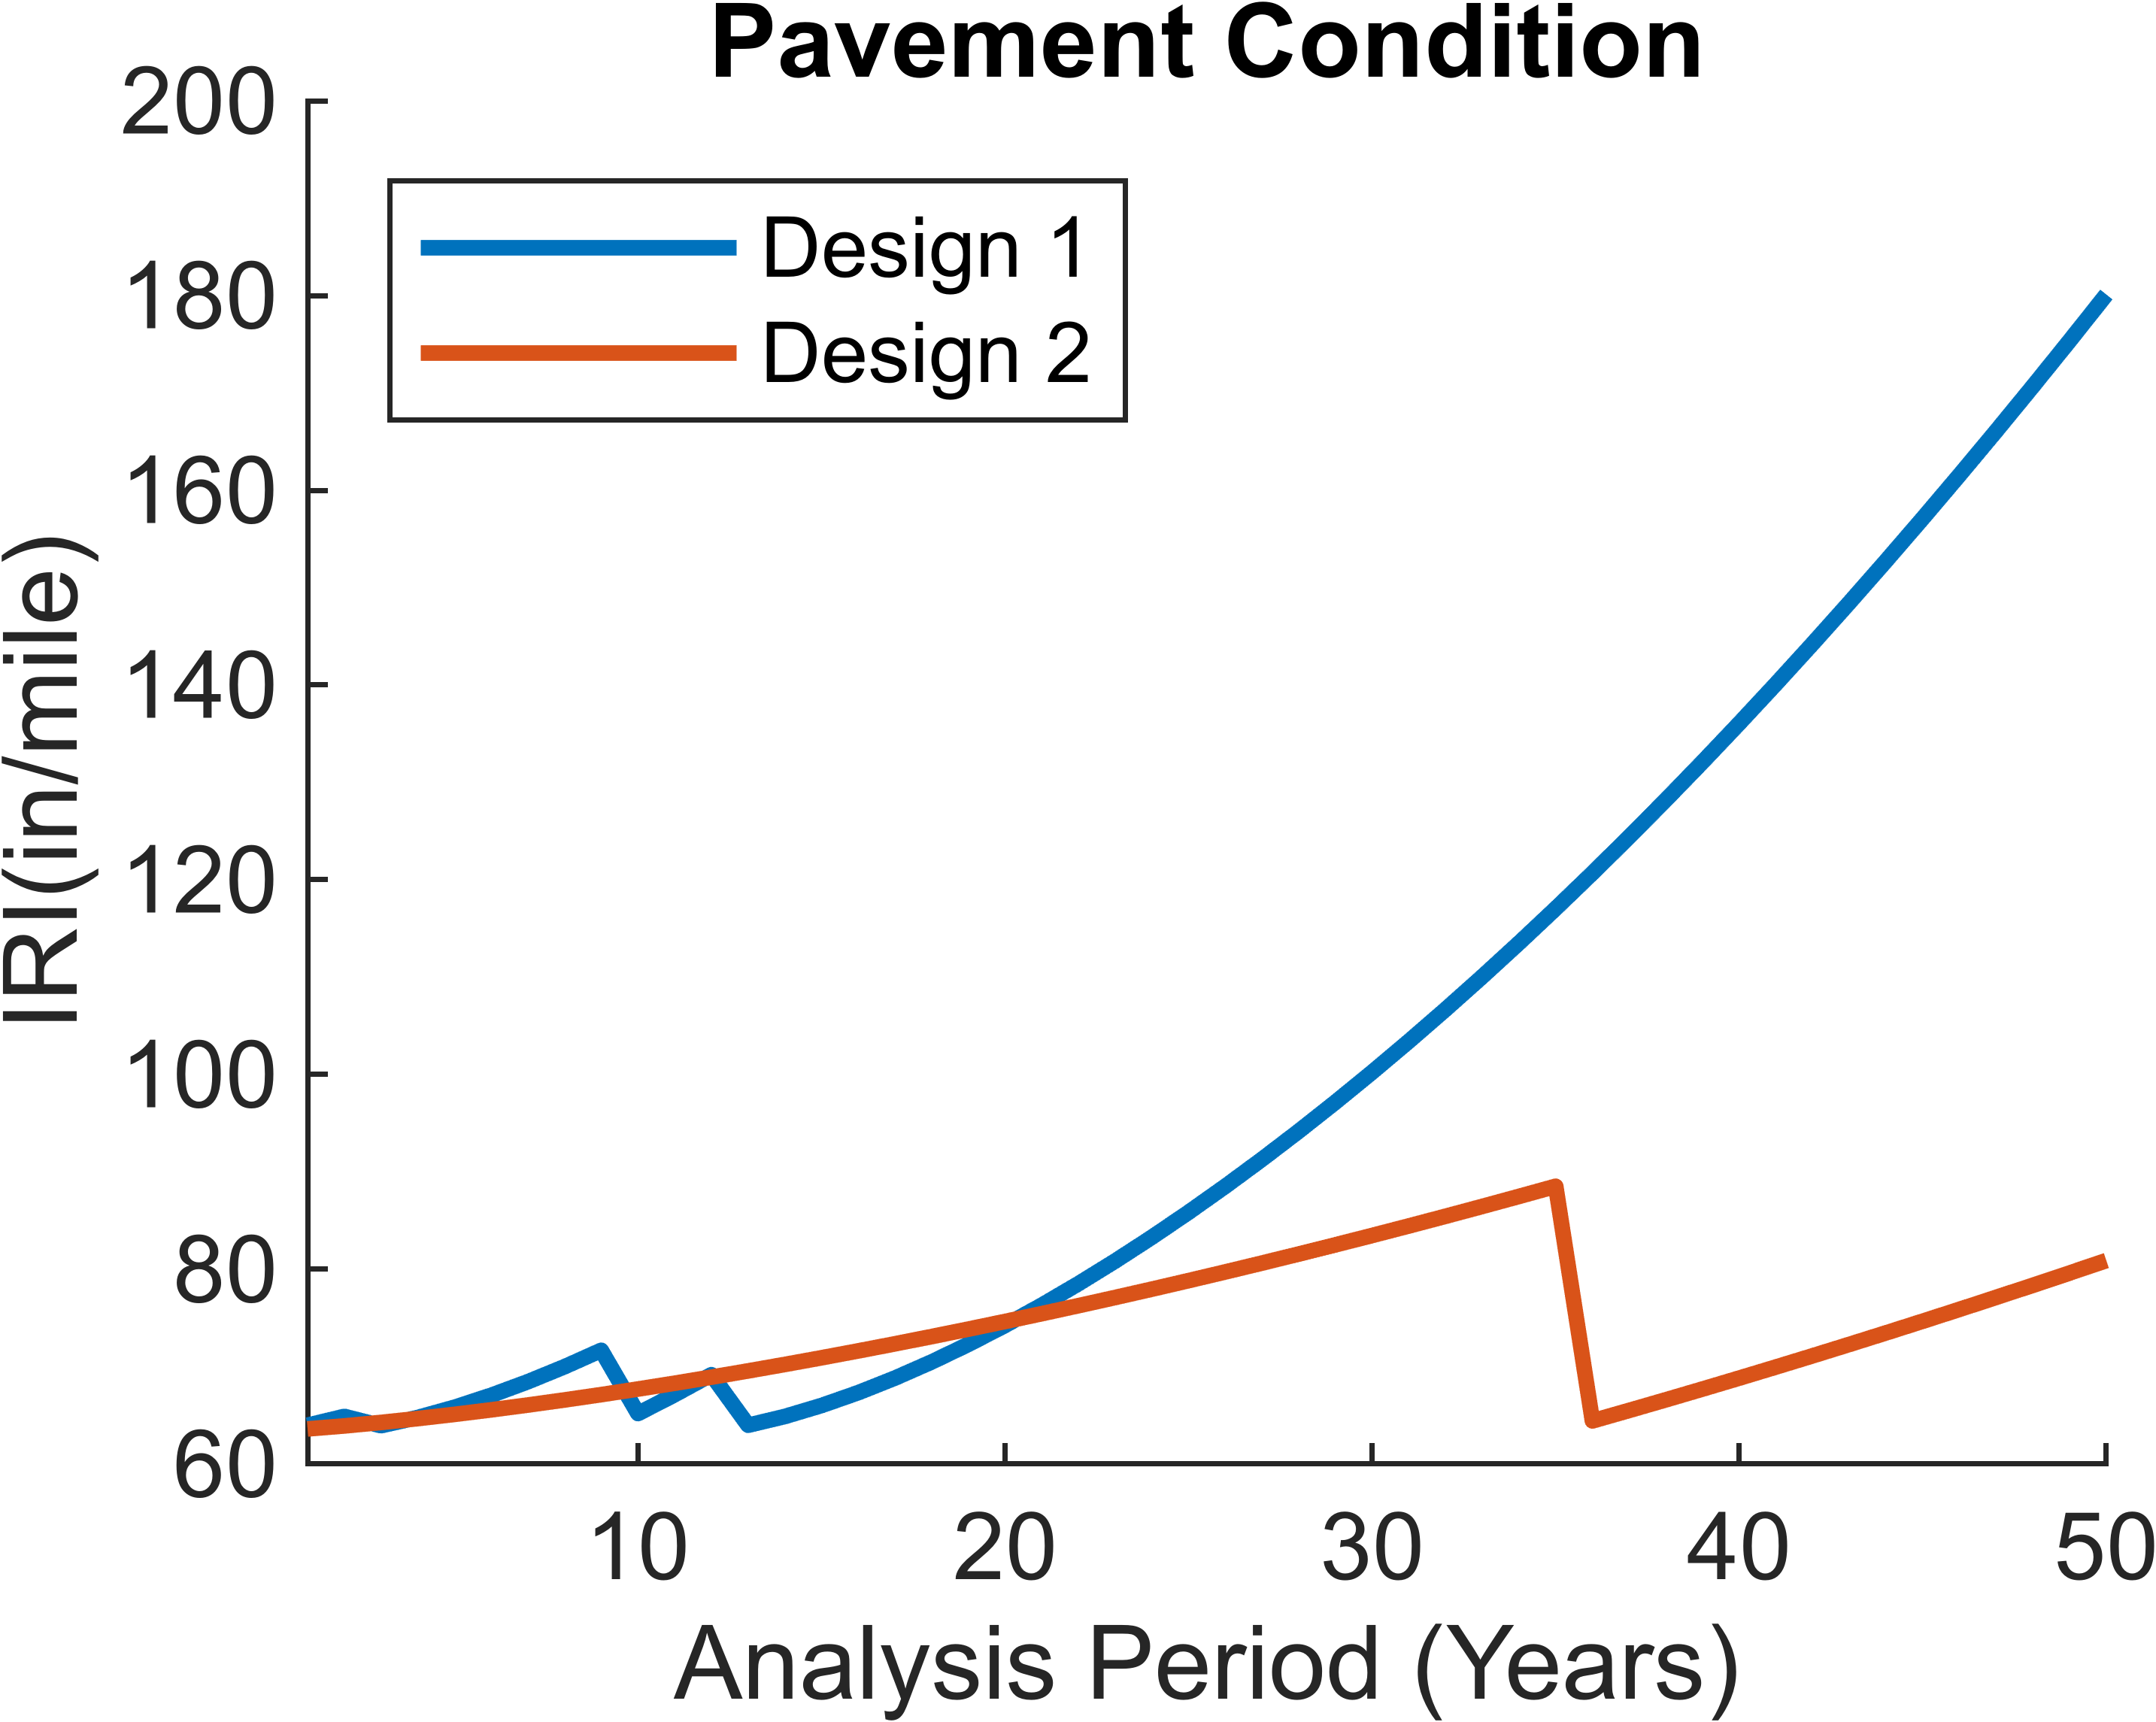 Pavement Condition
200
180
160
140
120
100
80
60
IRI(in/mile)
Design 1
Design 2
10 20 30 40 50
Analysis Period (Years)